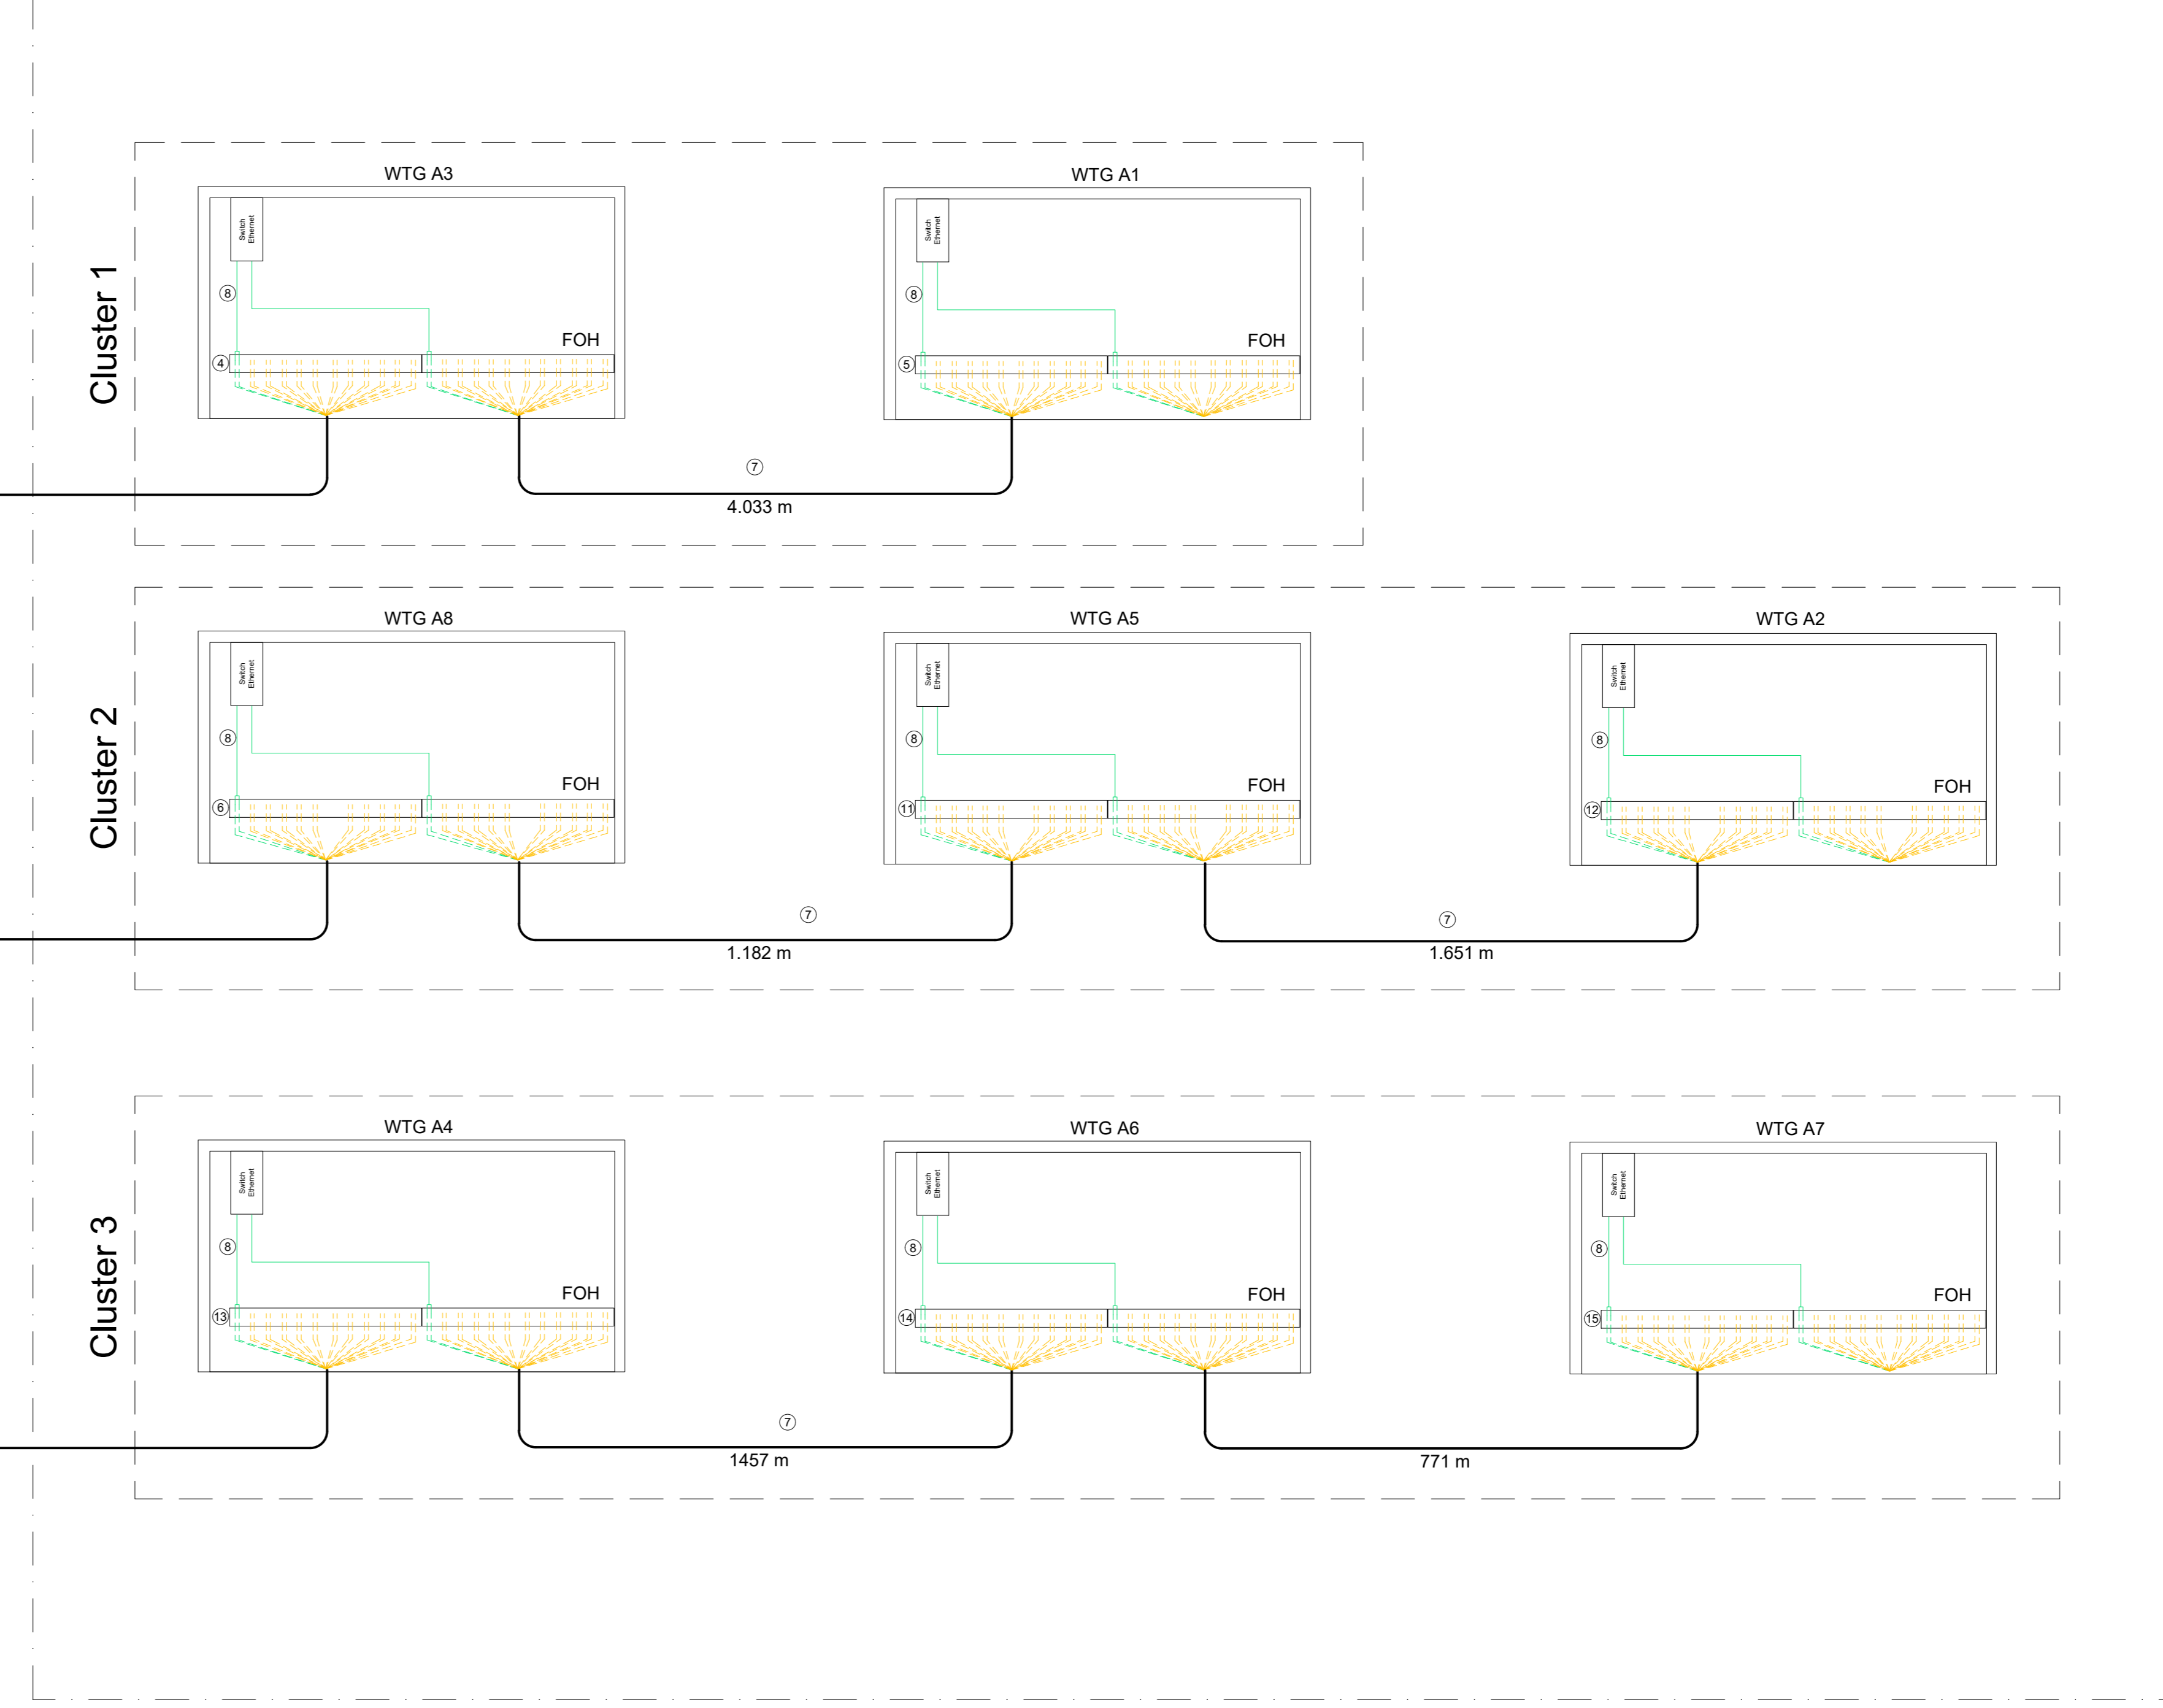 Cluster 1
WTG A3
Switch
Ethernet
8
FOH
4
WTG A1
Switch
Ethernet
8
FOH
5
7
4.033 m
Cluster 2
WTG A8
Switch
Ethernet
8
FOH
6
WTG A5
Switch
Ethernet
8
FOH
11
WTG A2
Switch
Ethernet
8
FOH
12
7
1.182 m
7
1.651 m
Cluster 3
WTG A4
Switch
Ethernet
8
FOH
13
WTG A6
Switch
Ethernet
8
FOH
14
WTG A7
Switch
Ethernet
8
FOH
15
7
1457 m
771 m